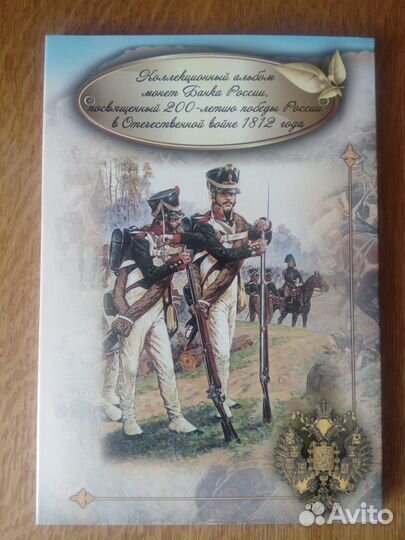 Коллекционный альбом
монет Банка России,
посвященный 200-летию победы России
в Отечественной войне 1812 года
Avito